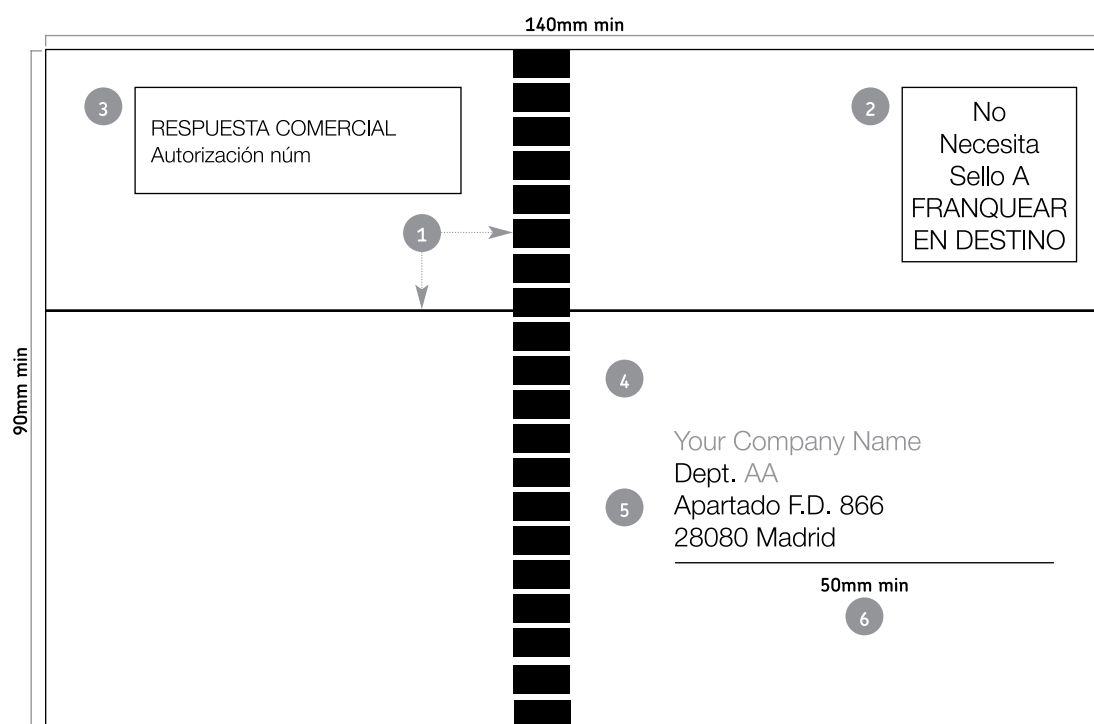 140mm min
3
RESPUESTA COMERCIAL
Autorización núm
2
No
Necesita
Sello A
FRANQUEAR
EN DESTINO
1
90mm min
4
Your Company Name
Dept. AA
5
Apartado F.D. 866
28080 Madrid
50mm min
6